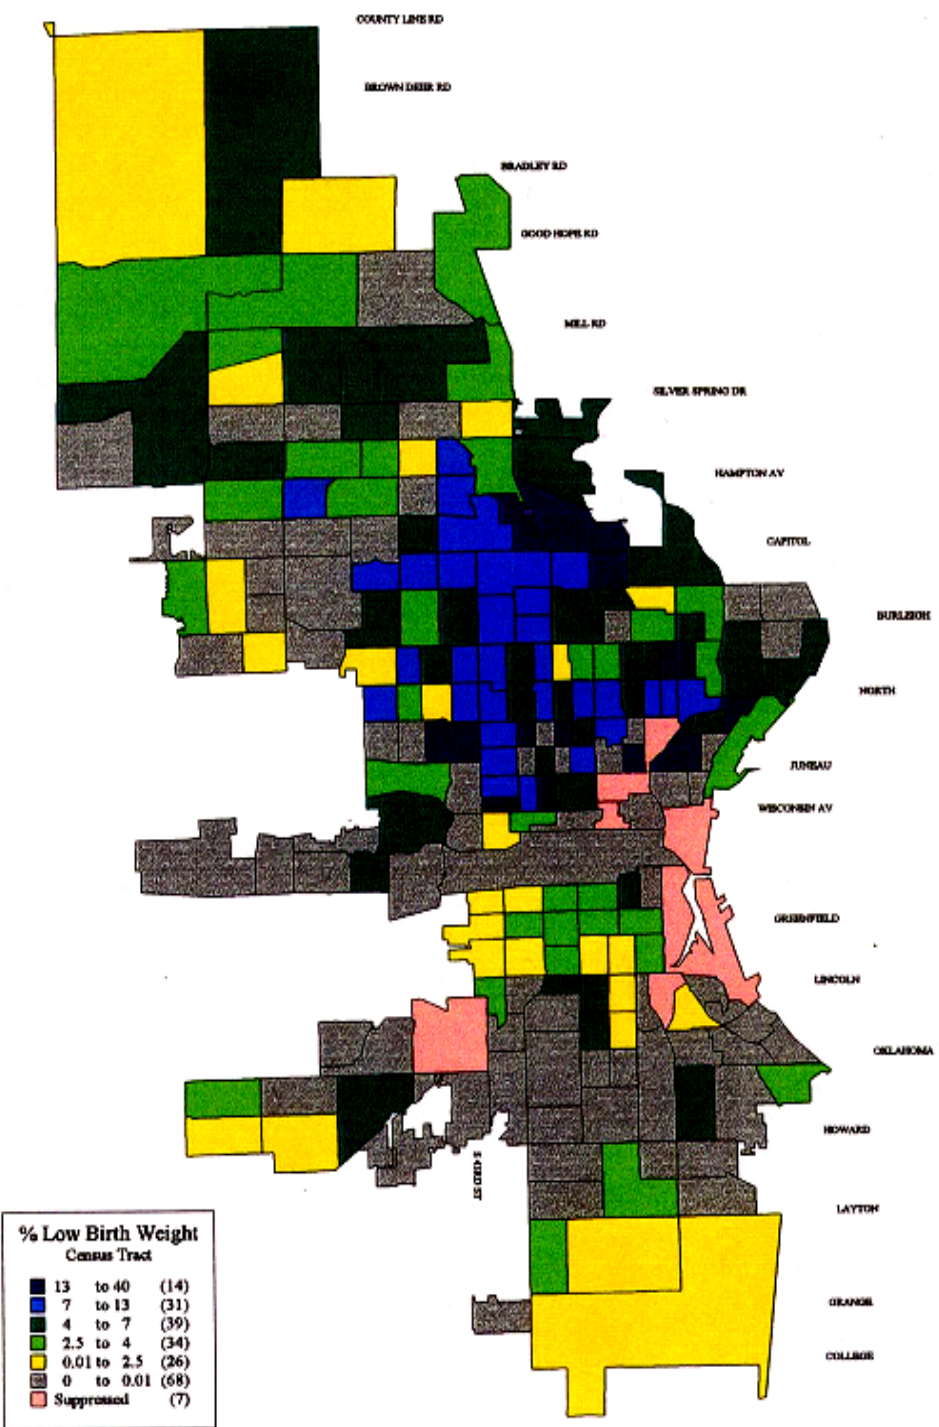 COUNTY LINE RD
BROWN DEER RD
BRADLEY RD
GOOD HOPE RD
MILL RD
SILVER SPRING DR
HAMPTON AV
CAPITOL
BURLEIGH
NORTH
JUNEAU
WISCONSIN AV
GREENFIELD
LINCOLN
OKLAHOMA
HOWARD
S 43RD ST
LAYTON
GRANGE
COLLEGE
% Low Birth Weight
Census Tract
13 to 40 (14)
7 to 13 (31)
4 to 7 (39)
2.5 to 4 (34)
0.01 to 2.5 (26)
0 to 0.01 (68)
Suppressed (7)